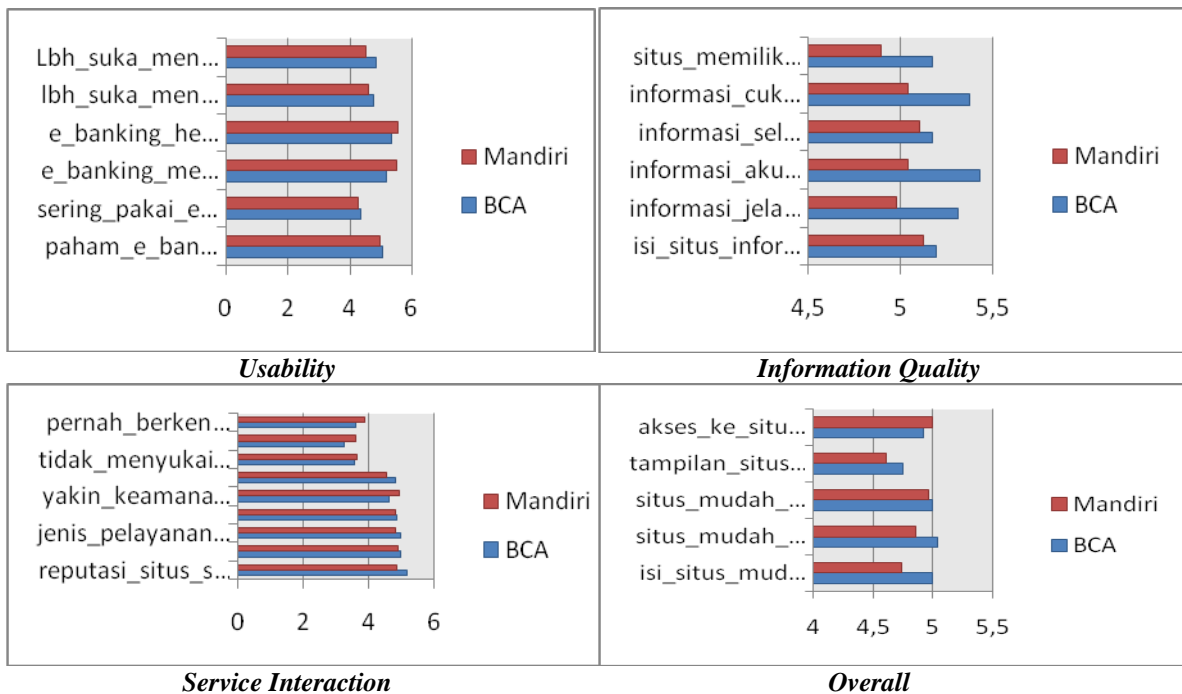 Lbh_suka_men ...
lbh_suka_men ...
e_banking_he...
e_banking_me...
sering_pakai_e...
paham_e_ban...
0 2 4 6
Mandiri
BCA
Usability
situs_memilik...
informasi_cuk...
informasi_sel...
informasi_aku...
informasi_jela...
isi_situs_infor...
4,5 5 5,5
Mandiri
BCA
Information Quality
pernah_berken...
tidak_menyukai...
yakin_keamana...
jenis_pelayanan...
reputasi_situs_s...
0 2 4 6
Mandiri
BCA
Service Interaction
akses_ke_situ...
tampilan_situs...
situs_mudah_...
situs_mudah_...
isi_situs_mud...
4 4,5 5 5,5
Mandiri
BCA
Overall